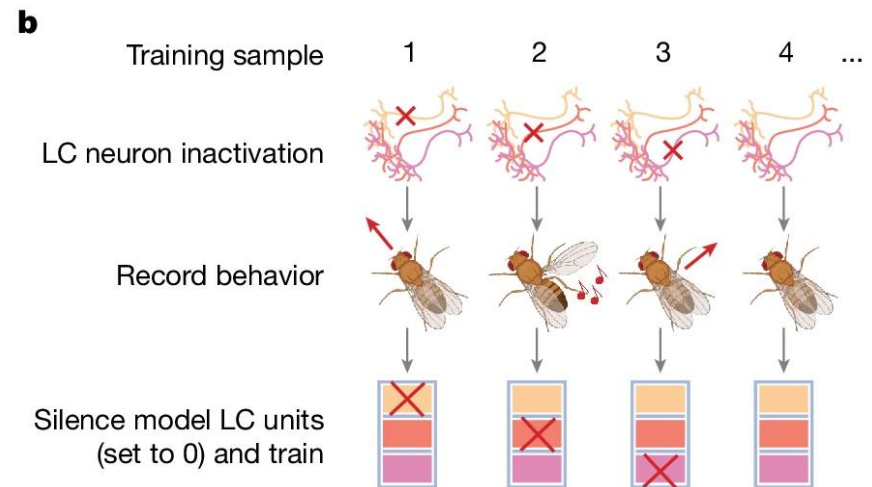 b
Training sample 1 2 3 4 ...
LC neuron inactivation
Record behavior
Silence model LC units
(set to 0) and train